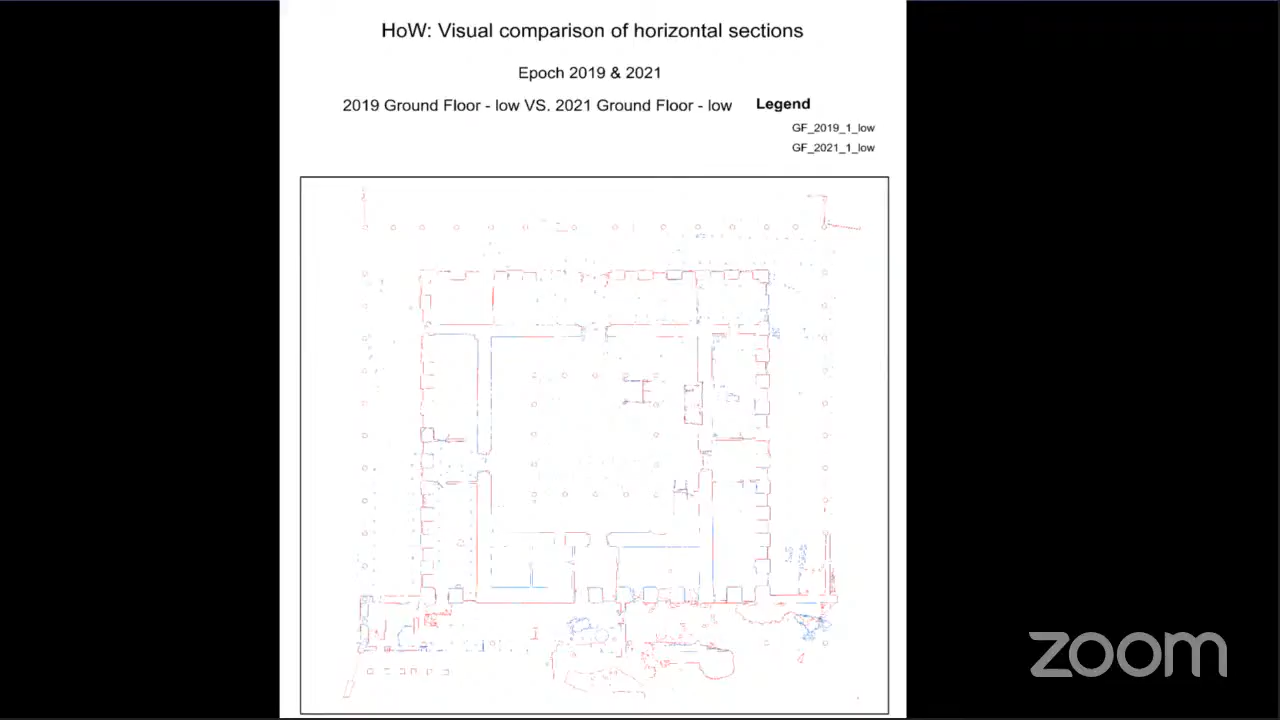 HoW: Visual comparison of horizontal sections
Epoch 2019 & 2021
2019 Ground Floor - low VS. 2021 Ground Floor - low
Legend
GF_2019_1_low
GF_2021_1_low
zoom